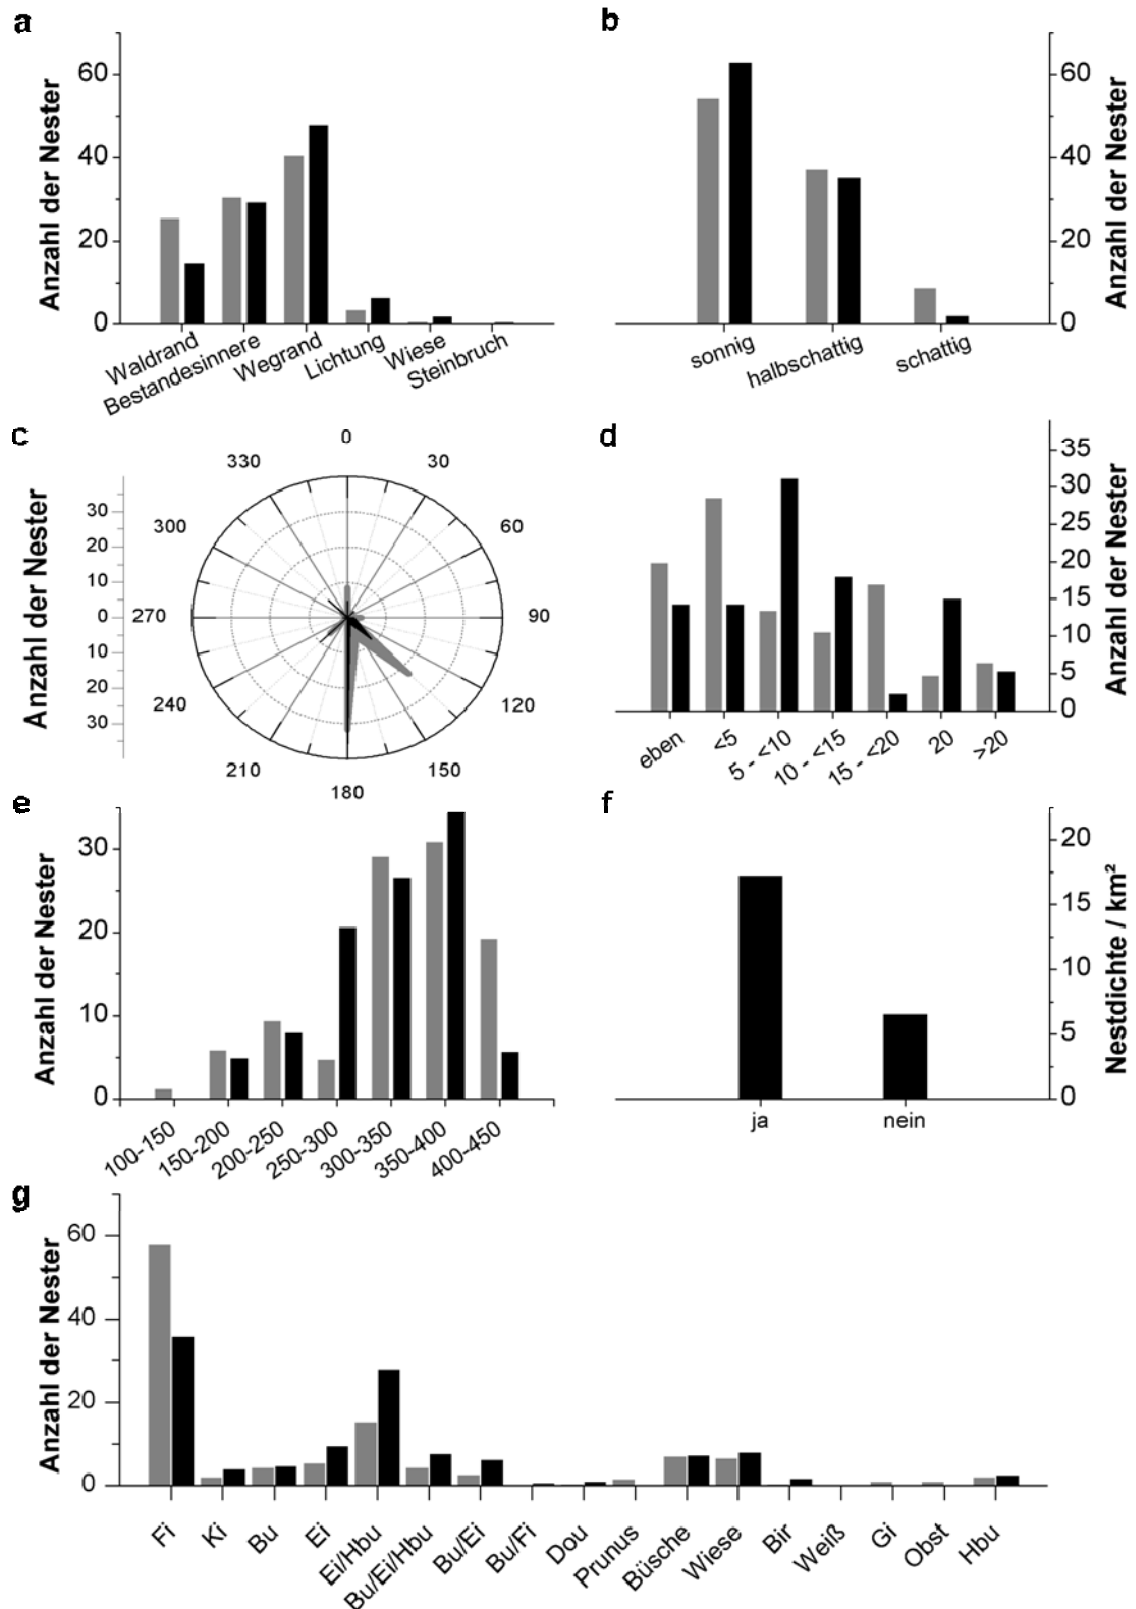 a
Anzahl der Nester
60
40
20
0
Waldrand
Bestandesinnere
Wegrand
Lichtung
Wiese
Steinbruch
b
60
40
20
0
Anzahl der Nester
sonnig
halbschattig
schattig
c
Anzahl der Nester
30
20
10
0
10
20
30
0
30
60
90
120
150
180
210
240
270
300
330
d
35
30
25
20
15
10
5
0
Anzahl der Nester
eben
<5
5 - <10
10 - <15
15 - <20
20
>20
e
Anzahl der Nester
30
20
10
0
100-150
150-200
200-250
250-300
300-350
350-400
400-450
f
20
15
10
5
0
Nestdichte / km²
ja
nein
g
Anzahl der Nester
60
40
20
0
Fi
Ki
Bu
Ei
Ei/Hbu
Bu/Ei/Hbu
Bu/Ei
Bu/Fi
Dou
Prunus
Büsche
Wiese
Bir
Weiß
Gi
Obst
Hbu